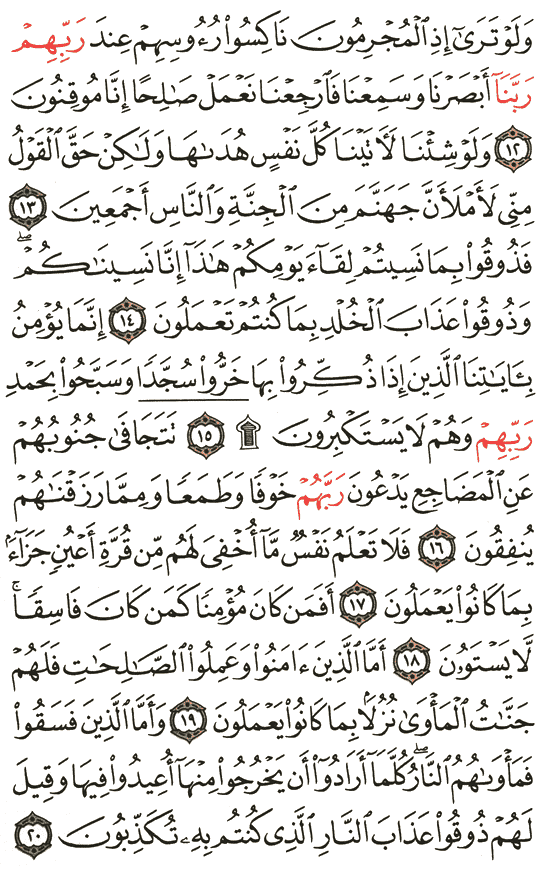 وَلَوْ تَرَىٰٓ إِذِ ٱلْمُجْرِمُونَ نَاكِسُوا۟ رُءُوسِهِمْ عِندَ رَبِّهِمْ
رَبَّنَآ أَبْصَرْنَا وَسَمِعْنَا فَٱرْجِعْنَا نَعْمَلْ صَٰلِحًا إِنَّا مُوقِنُونَ
١٢ وَلَوْ شِئْنَا لَءَاتَيْنَا كُلَّ نَفْسٍ هُدَىٰهَا وَلَٰكِنْ حَقَّ ٱلْقَوْلُ
مِنِّى لَأَمْلَأَنَّ جَهَنَّمَ مِنَ ٱلْجِنَّةِ وَٱلنَّاسِ أَجْمَعِينَ ١٣
فَذُوقُوا۟ بِمَا نَسِيتُمْ لِقَآءَ يَوْمِكُمْ هَٰذَآ إِنَّا نَسِينَٰكُمْ ۖ
وَذُوقُوا۟ عَذَابَ ٱلْخُلْدِ بِمَا كُنتُمْ تَعْمَلُونَ ١٤ إِنَّمَا يُؤْمِنُ
بِـَٔايَٰتِنَا ٱلَّذِينَ إِذَا ذُكِّرُوا۟ بِهَا خَرُّوا۟ سُجَّدًا وَسَبَّحُوا۟ بِحَمْدِ
رَبِّهِمْ وَهُمْ لَا يَسْتَكْبِرُونَ ۩ ١٥ تَتَجَافَىٰ جُنُوبُهُمْ
عَنِ ٱلْمَضَاجِعِ يَدْعُونَ رَبَّهُمْ خَوْفًا وَطَمَعًا وَمِمَّا رَزَقْنَٰهُمْ
يُنفِقُونَ ١٦ فَلَا تَعْلَمُ نَفْسٌ مَّآ أُخْفِىَ لَهُم مِّن قُرَّةِ أَعْيُنٍ جَزَآءًۢ
بِمَا كَانُوا۟ يَعْمَلُونَ ١٧ أَفَمَن كَانَ مُؤْمِنًا كَمَن كَانَ فَاسِقًا ۚ
لَّا يَسْتَوُۥنَ ١٨ أَمَّا ٱلَّذِينَ ءَامَنُوا۟ وَعَمِلُوا۟ ٱلصَّٰلِحَٰتِ فَلَهُمْ
جَنَّٰتُ ٱلْمَأْوَىٰ نُزُلًۢا بِمَا كَانُوا۟ يَعْمَلُونَ ١٩ وَأَمَّا ٱلَّذِينَ فَسَقُوا۟
فَمَأْوَىٰهُمُ ٱلنَّارُ ۖ كُلَّمَآ أَرَادُوٓا۟ أَن يَخْرُجُوا۟ مِنْهَآ أُعِيدُوا۟ فِيهَا وَقِيلَ
لَهُمْ ذُوقُوا۟ عَذَابَ ٱلنَّارِ ٱلَّذِى كُنتُم بِهِۦ تُكَذِّبُونَ ٢٠